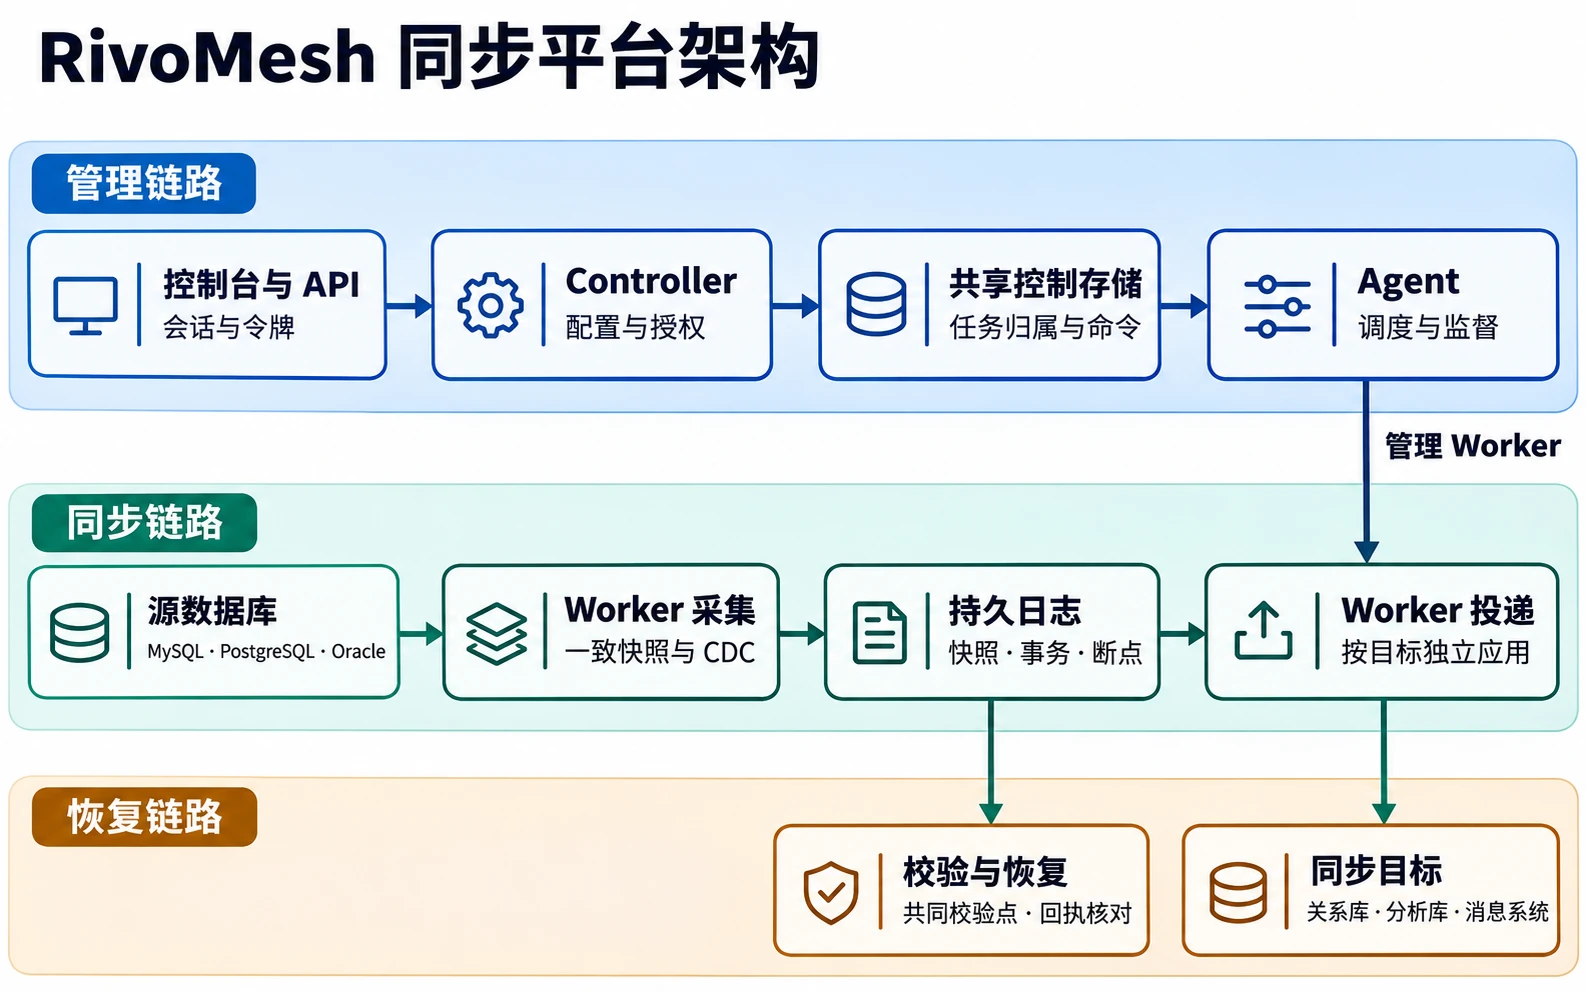 RivoMesh 同步平台架构
管理链路
控制台与 API
会话与令牌
Controller
配置与授权
共享控制存储
任务归属与命令
Agent
调度与监督
管理 Worker
同步链路
源数据库
MySQL · PostgreSQL · Oracle
Worker 采集
一致快照与 CDC
持久日志
快照 · 事务 · 断点
Worker 投递
按目标独立应用
恢复链路
校验与恢复
共同校验点 · 回执核对
同步目标
关系库 · 分析库 · 消息系统